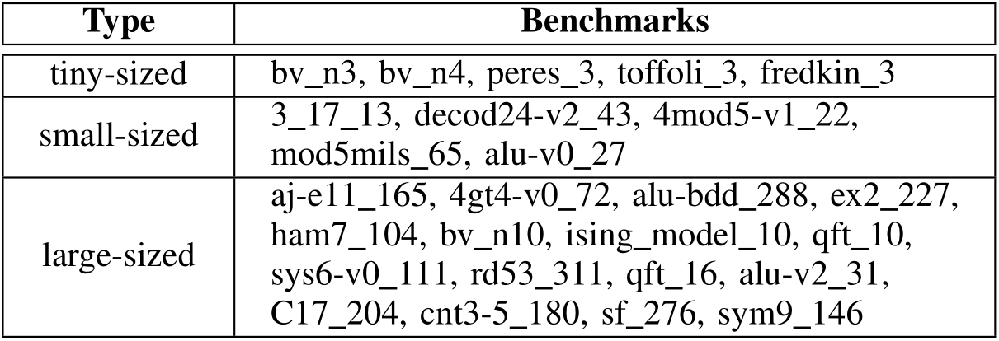 Type Benchmarks
tiny-sized bv_n3, bv_n4, peres_3, toffoli_3, fredkin_3
small-sized 3_17_13, decod24-v2_43, 4mod5-v1_22,
mod5mils_65, alu-v0_27
large-sized aj-e11_165, 4gt4-v0_72, alu-bdd_288, ex2_227,
ham7_104, bv_n10, ising_model_10, qft_10,
sys6-v0_111, rd53_311, qft_16, alu-v2_31,
C17_204, cnt3-5_180, sf_276, sym9_146